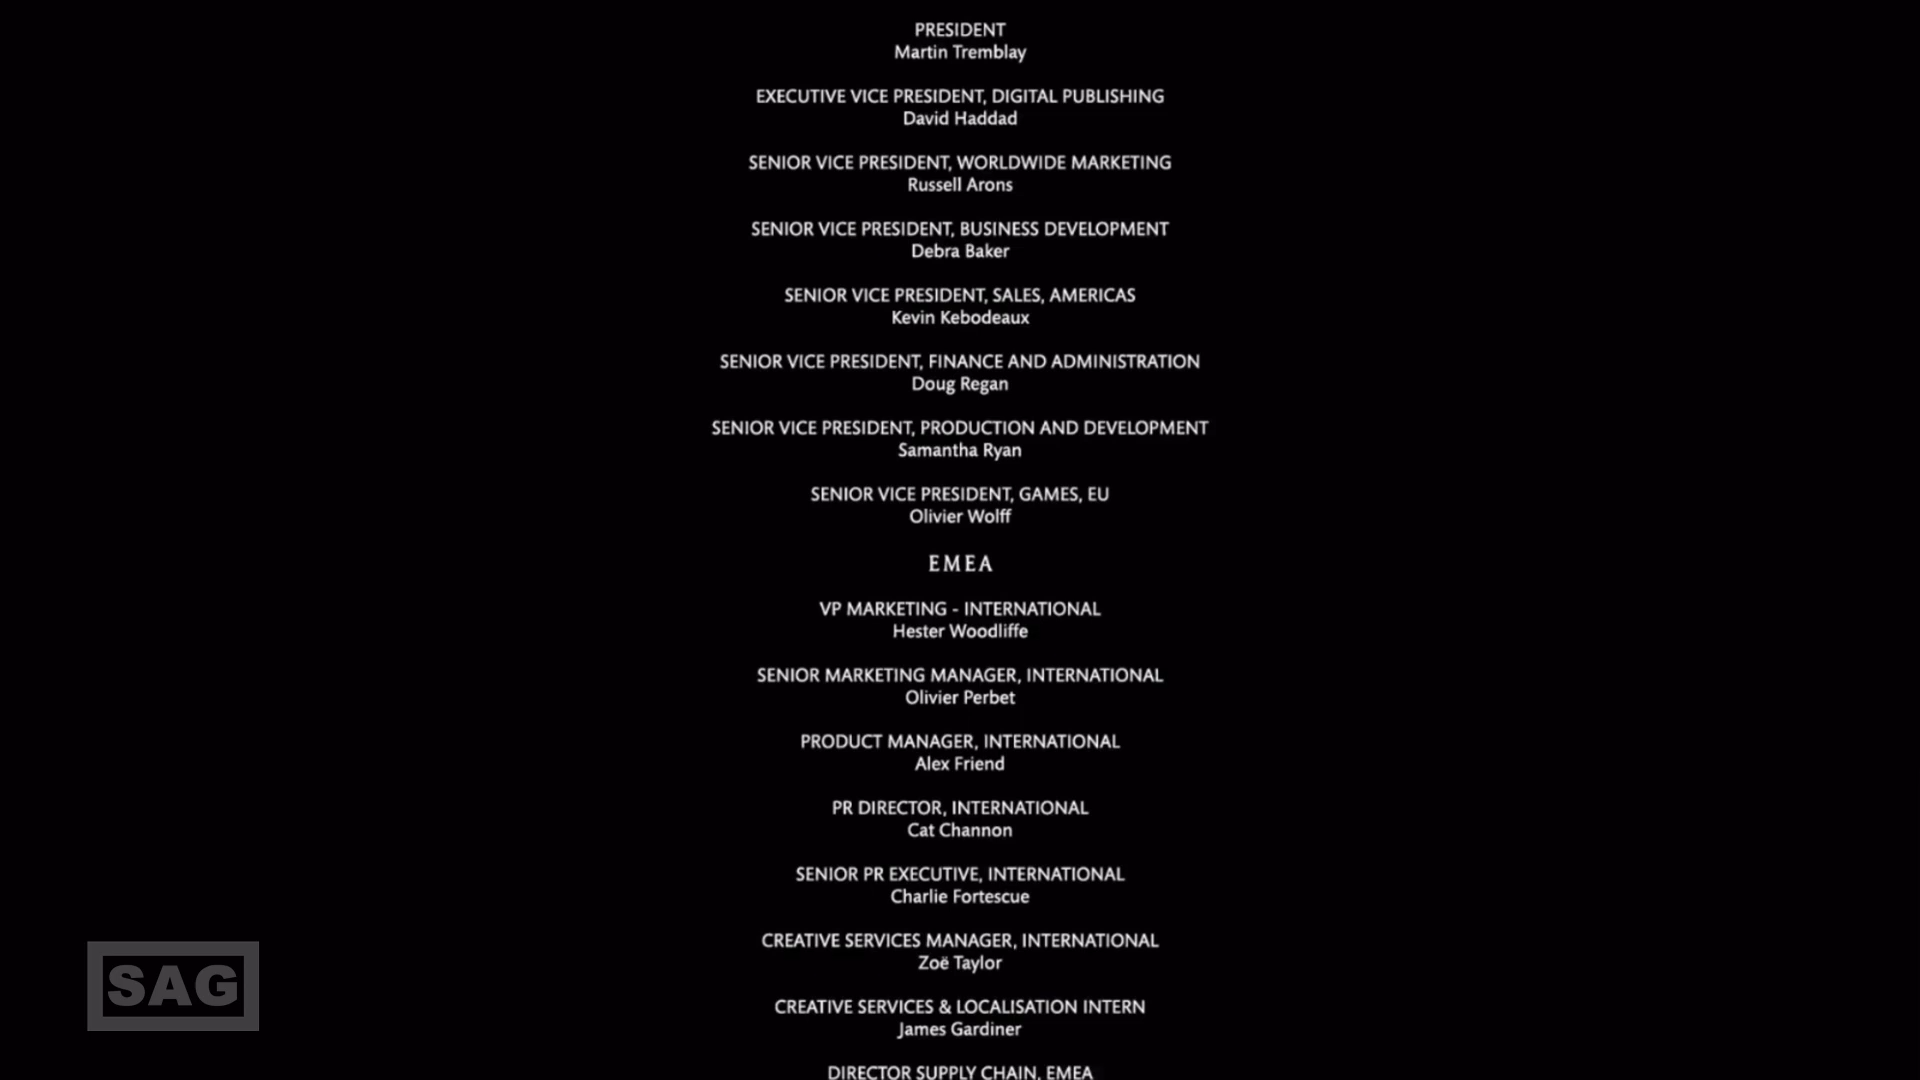 PRESIDENT
Martin Tremblay
EXECUTIVE VICE PRESIDENT, DIGITAL PUBLISHING
David Haddad
SENIOR VICE PRESIDENT, WORLDWIDE MARKETING
Russell Arons
SENIOR VICE PRESIDENT, BUSINESS DEVELOPMENT
Debra Baker
SENIOR VICE PRESIDENT, SALES, AMERICAS
Kevin Kebodeaux
SENIOR VICE PRESIDENT, FINANCE AND ADMINISTRATION
Doug Regan
SENIOR VICE PRESIDENT, PRODUCTION AND DEVELOPMENT
Samantha Ryan
SENIOR VICE PRESIDENT, GAMES, EU
Olivier Wolff
EMEA
VP MARKETING - INTERNATIONAL
Hester Woodliffe
SENIOR MARKETING MANAGER, INTERNATIONAL
Olivier Perbet
PRODUCT MANAGER, INTERNATIONAL
Alex Friend
PR DIRECTOR, INTERNATIONAL
Cat Channon
SENIOR PR EXECUTIVE, INTERNATIONAL
Charlie Fortescue
CREATIVE SERVICES MANAGER, INTERNATIONAL
Zoë Taylor
CREATIVE SERVICES & LOCALISATION INTERN
James Gardiner
DIRECTOR SUPPLY CHAIN, EMEA
SAG